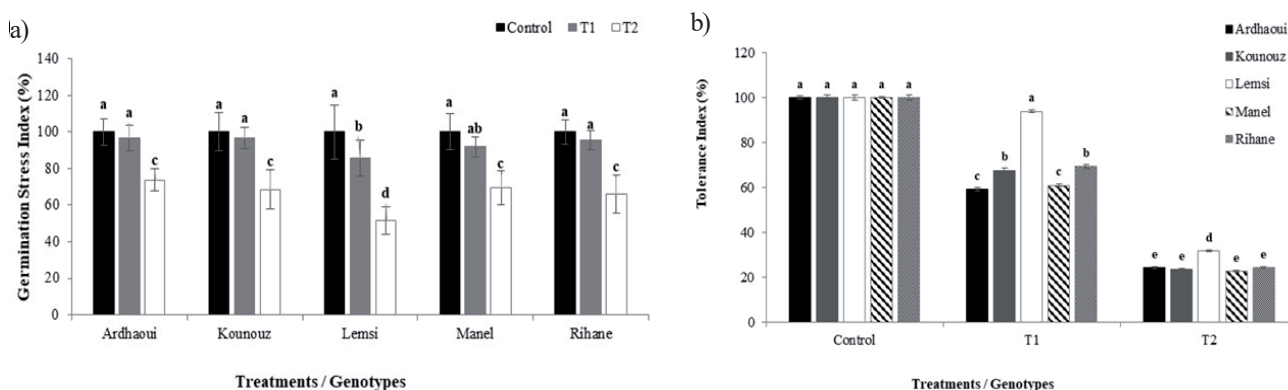 a)
Control T1 T2
Germination Stress Index (%)
140
120
100
80
60
40
20
0
a a c
a a c
a b d
a ab c
a a c
Ardhaoui Kounouz Lemsi Manel Rihane
Treatments / Genotypes
b)
Ardhaoui
Kounouz
Lemsi
Manel
Rihane
Tolerance Index (%)
120
100
80
60
40
20
0
a a a a a
c b a c b
e e d e e
Control T1 T2
Treatments / Genotypes